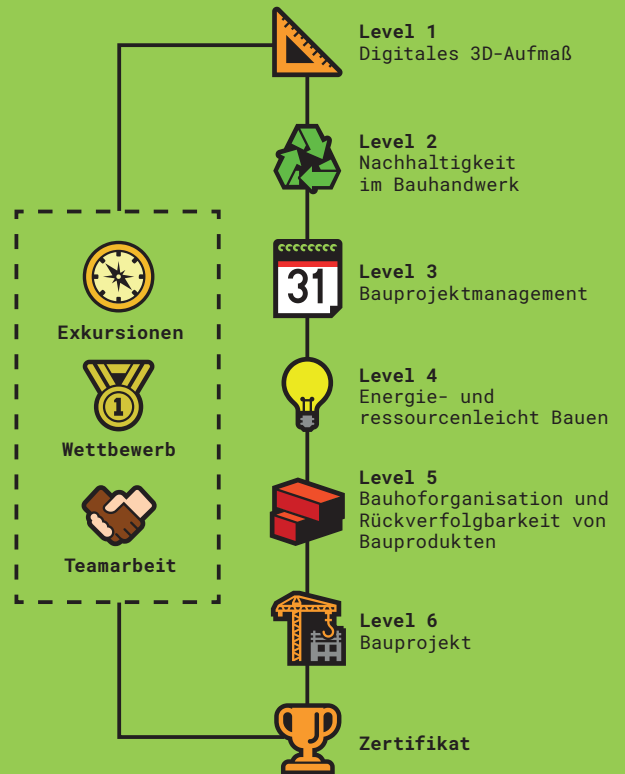 Level 1
Digitales 3D-Aufmaß
Level 2
Nachhaltigkeit
im Bauhandwerk
31
Level 3
Bauprojektmanagement
Exkursionen
Level 4
Energie- und
ressourcenleicht Bauen
1
Wettbewerb
Level 5
Bauhoforganisation und
Rückverfolgbarkeit von
Bauprodukten
Teamarbeit
Level 6
Bauprojekt
Zertifikat